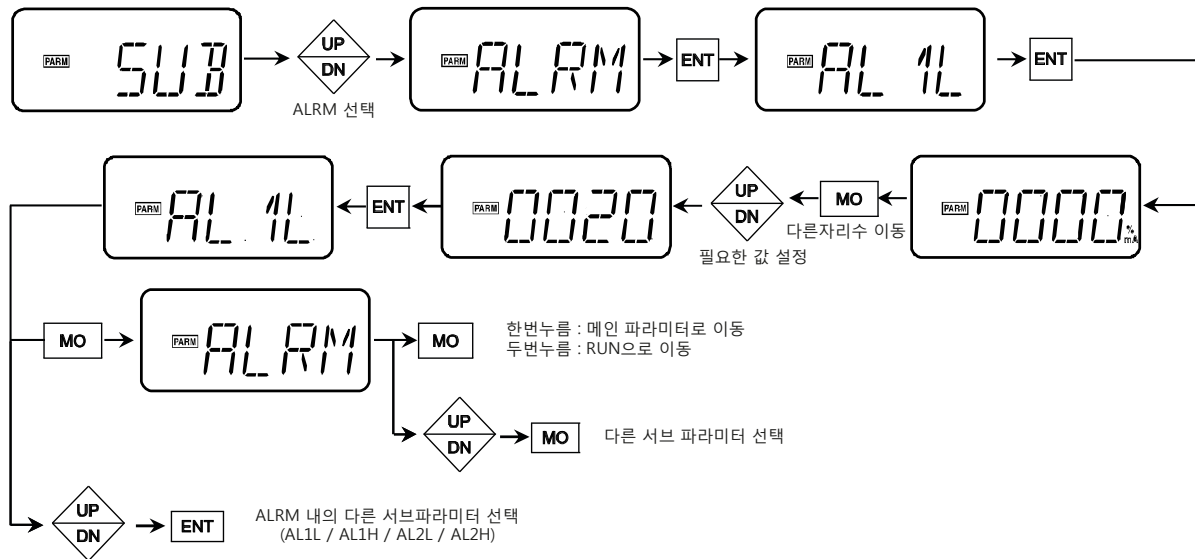 PARM SUB
UP
DN
ALRM 선택
PARM ALRM
ENT
PARM AL 1L
ENT
PARM AL 1L
ENT
PARM 0020
UP
DN
필요한 값 설정
MO
다른자리수 이동
PARM 0000 %
mA
MO
PARM ALRM
MO
한번누름 : 메인 파라미터로 이동
두번누름 : RUN으로 이동
UP
DN
MO
다른 서브 파라미터 선택
UP
DN
ENT
ALRM 내의 다른 서브파라미터 선택
(AL1L / AL1H / AL2L / AL2H)